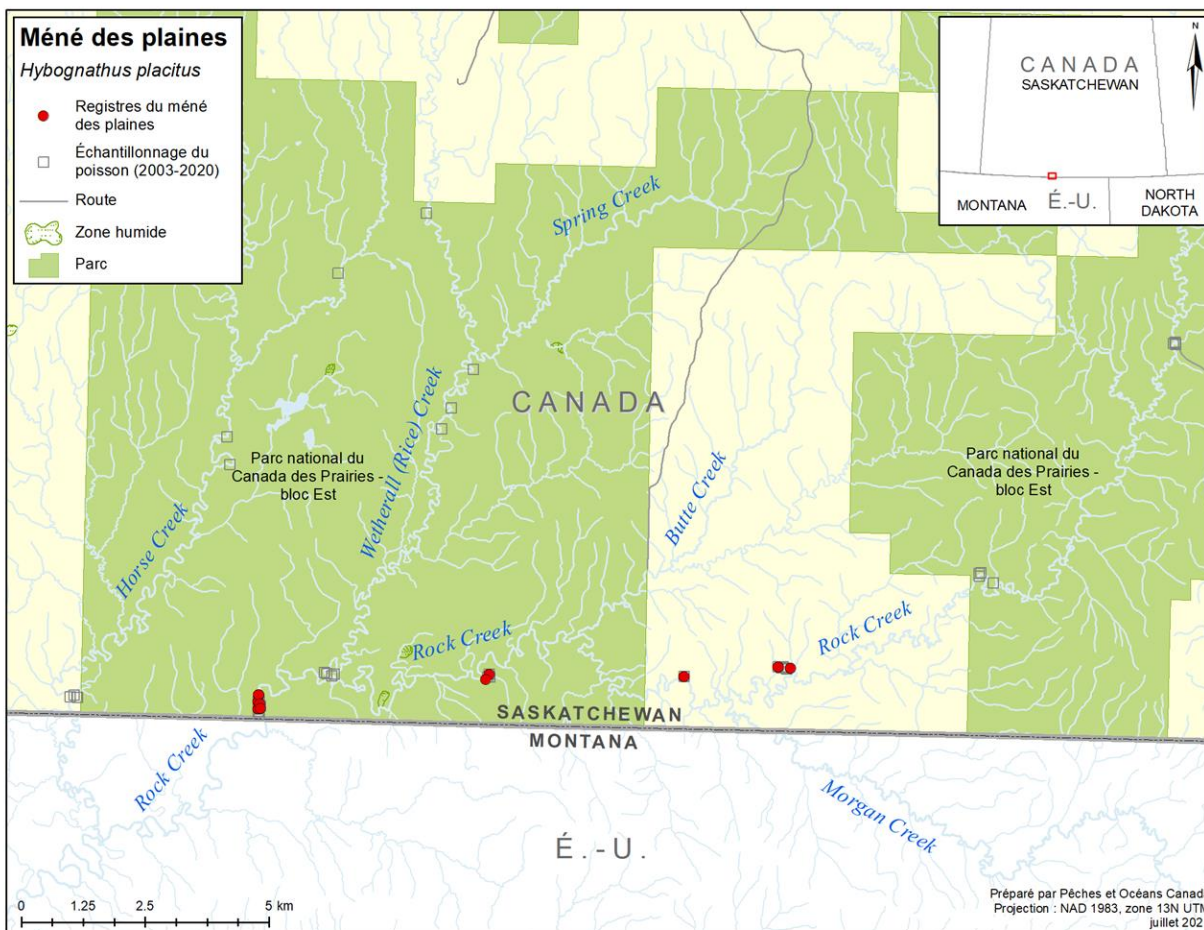 Méné des plaines
Hybognathus placitus
Registres du méné
des plaines
Échantillonnage du
poisson (2003-2020)
Route
Zone humide
Parc
N
CANADA
SASKATCHEWAN
MONTANA
É.-U.
NORTH
DAKOTA
Spring Creek
CANADA
Wetherall (Rice) Creek
Parc national du
Canada des Prairies -
bloc Est
Parc national du
Canada des Prairies -
bloc Est
Butte Creek
Horse Creek
Rock Creek
Rock Creek
SASKATCHEWAN
MONTANA
Rock Creek
Morgan Creek
É.-U.
0 1.25 2.5 5 km
Préparé par Pêches et Océans Canad
Projection : NAD 1983, zone 13N UTM
juillet 202